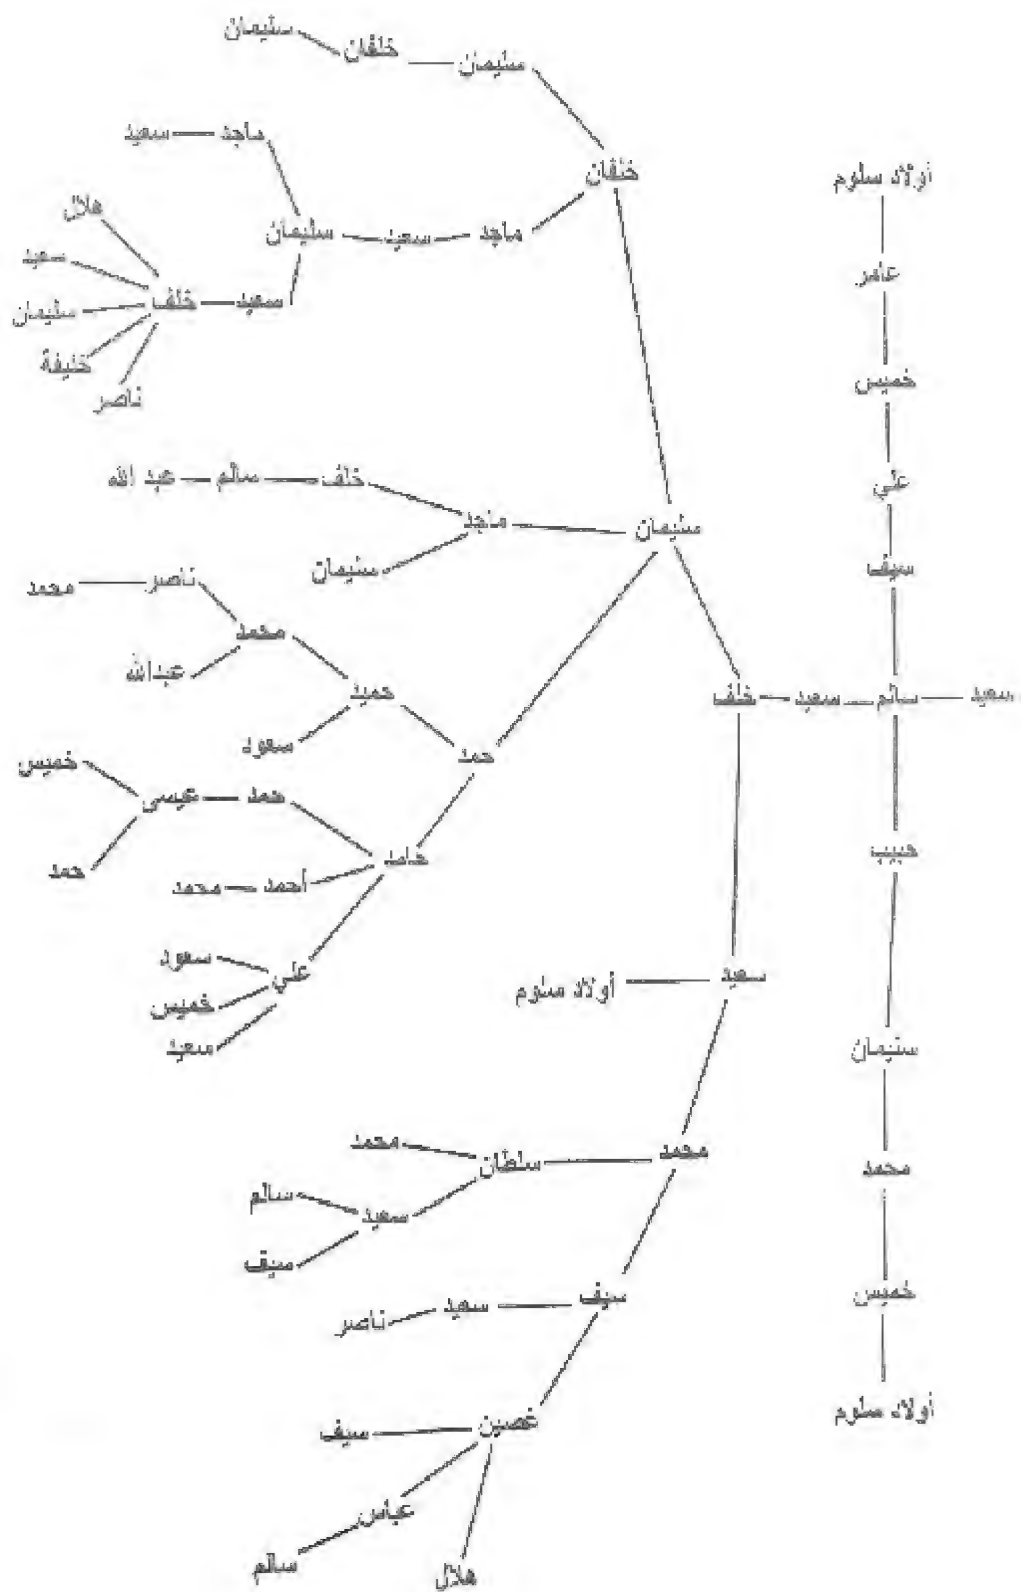 سليمان خلفان سليمان
سعيد ماجد
خلفان
أولاد سلوم
هلال
سليمان سعيد ماجد
سعيد
عامر
سليمان
خلف سعيد
خليفة
ناصر
خميس
عبد الله سالم خلف
علي
ماجد
سليمان
سليمان
سيف
محمد ناصر
محمد
عبدالله
حميد
خلف سعيد سالم سعيد
سعود
حمد
خميس
عيسى حمد
حمد
حامد
حبيب
محمد أحمد
سعود
علي
خميس
سعيد
سعيد
أولاد سلوم
سليمان
محمد
سلطان
محمد
محمد
سالم
سعيد
سيف
سيف
خميس
ناصر سعيد
غصين
سيف
أولاد سلوم
عباس
سالم
هلال